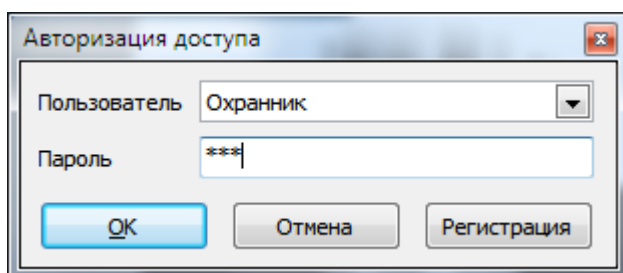 Авторизация доступа
Пользователь Охранник
Пароль ***
OK Отмена Регистрация